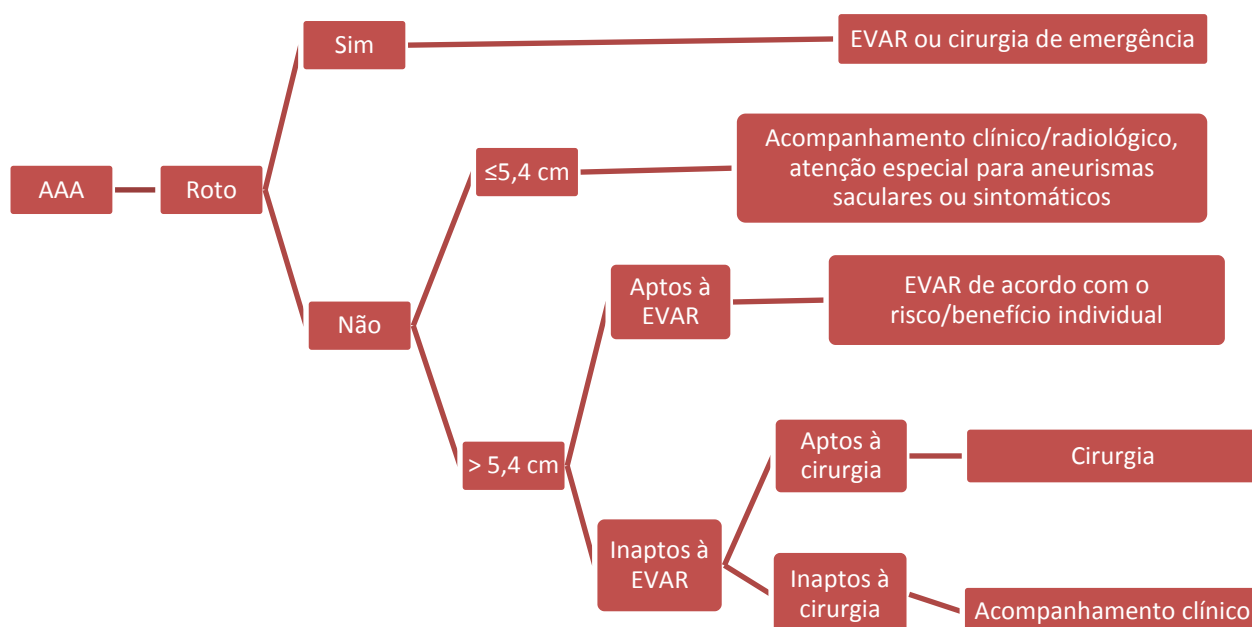 Sim
EVAR ou cirurgia de emergência
AAA
Roto
≤5,4 cm
Acompanhamento clínico/radiológico,
atenção especial para aneurismas
saculares ou sintomáticos
Não
Aptos à
EVAR
EVAR de acordo com o
risco/benefício individual
> 5,4 cm
Aptos à
cirurgia
Cirurgia
Inaptos à
EVAR
Inaptos à
cirurgia
Acompanhamento clínico